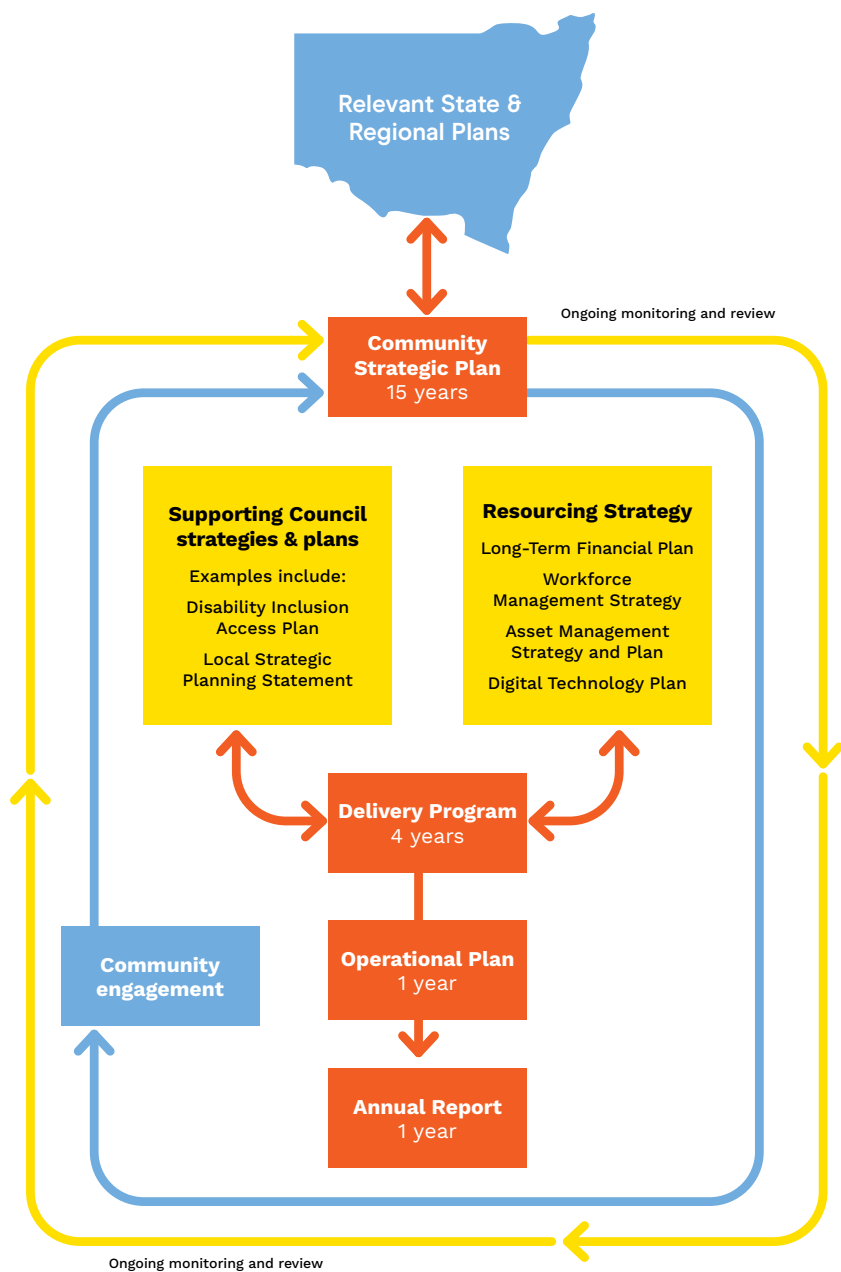 Relevant State &
Regional Plans
Ongoing monitoring and review
Community
Strategic Plan
15 years
Supporting Council
strategies & plans
Examples include:
Disability Inclusion
Access Plan
Local Strategic
Planning Statement
Resourcing Strategy
Long-Term Financial Plan
Workforce
Management Strategy
Asset Management
Strategy and Plan
Digital Technology Plan
Delivery Program
4 years
Community
engagement
Operational Plan
1 year
Annual Report
1 year
Ongoing monitoring and review